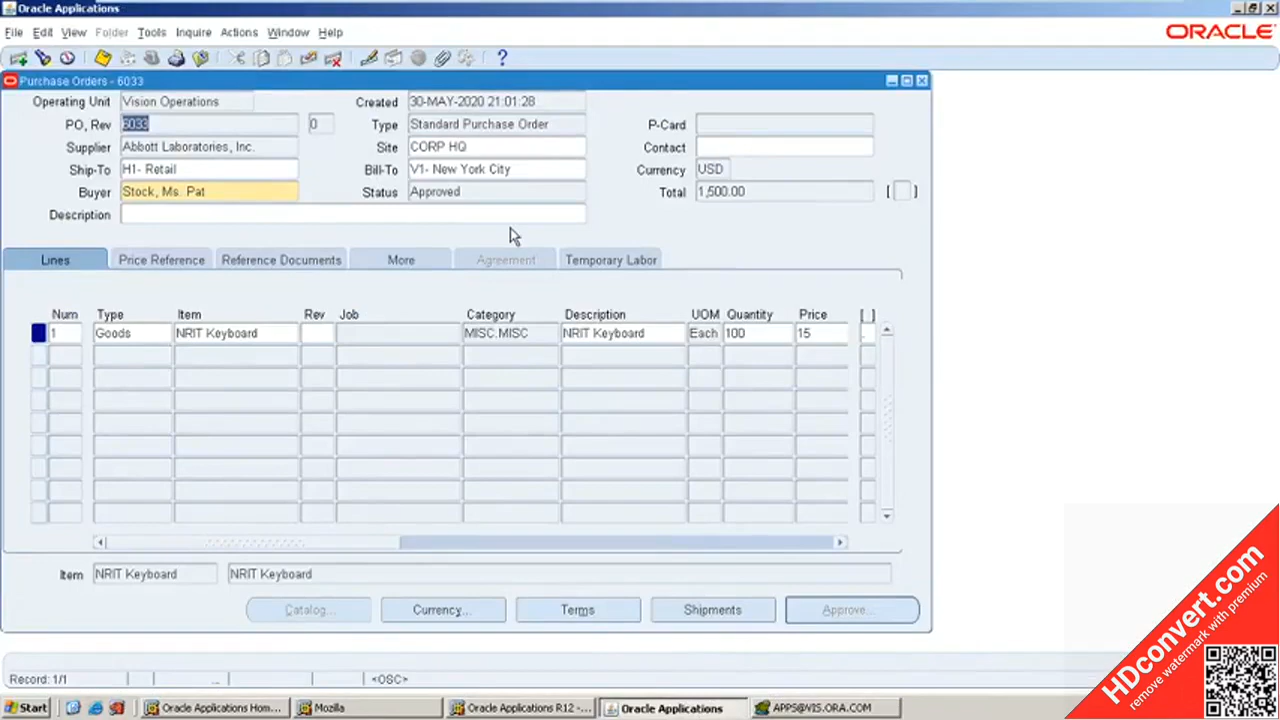 Oracle Applications
File Edit View Folder Tools Inquire Actions Window Help
ORACLE
?
Purchase Orders - 6033
Operating Unit Vision Operations Created 30-MAY-2020 21:01:28
PO, Rev 6033 0 Type Standard Purchase Order P-Card
Supplier Abbott Laboratories, Inc. Site CORP HQ Contact
Ship-To H1- Retail Bill-To V1- New York City Currency USD
Buyer Stock, Ms. Pat Status Approved Total 1,500.00 [ ]
Description
Lines Price Reference Reference Documents More Agreement Temporary Labor
Num Type Item Rev Job Category Description UOM Quantity Price [ ]
1 Goods NRIT Keyboard MISC.MISC NRIT Keyboard Each 100 15 .
Item NRIT Keyboard NRIT Keyboard
Catalog... Currency... Terms Shipments Approve...
Record: 1/1 ... <OSC>
Start Oracle Applications Hom... Mozilla Oracle Applications R12 -... Oracle Applications APPS@VIS.ORA.COM
HDconvert.com
remove watermark with premium